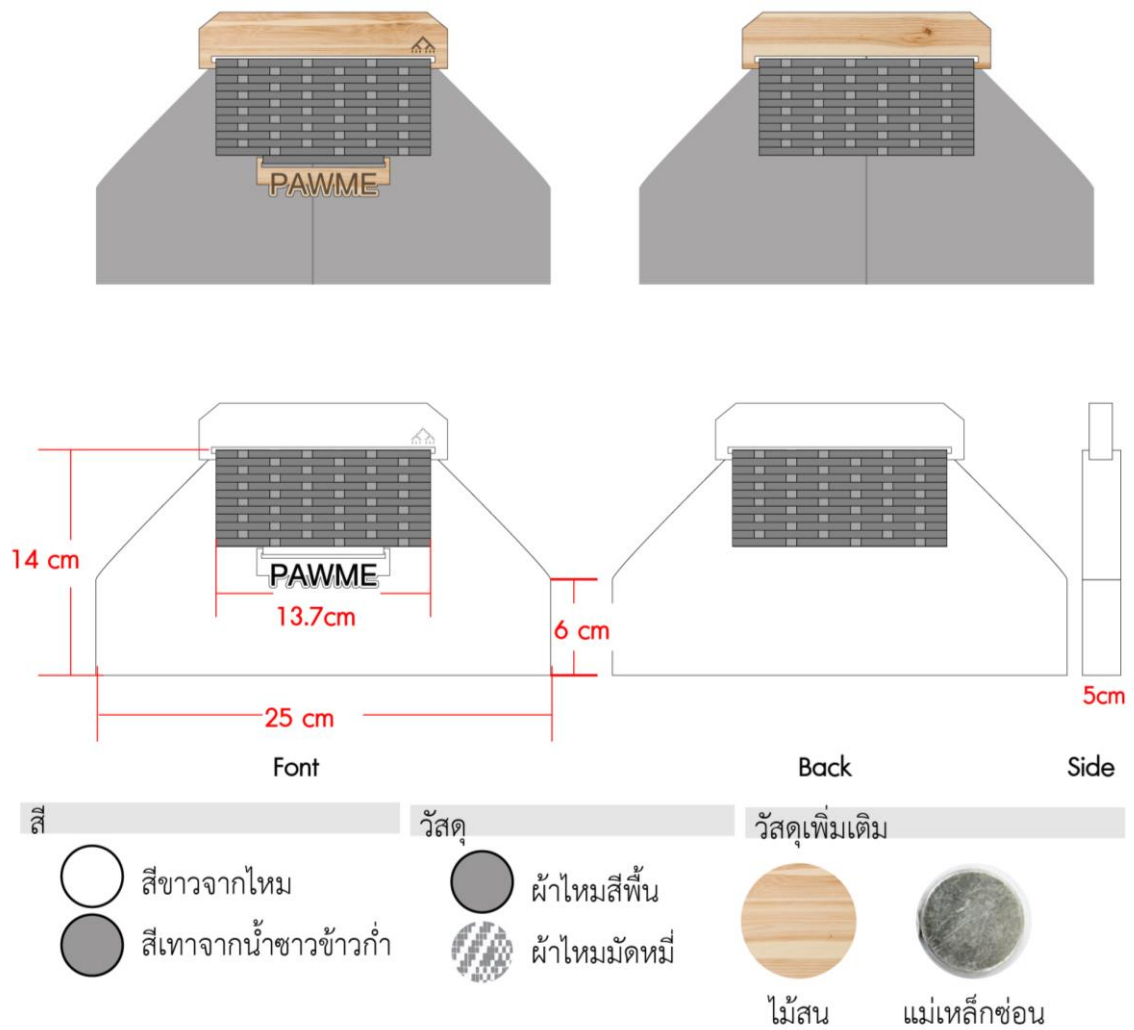 PAWME
14 cm
PAWME
13.7cm
6 cm
25 cm
5cm
Font
Back
Side
สี
วัสดุ
วัสดุเพิ่มเติม
สีขาวจากไหม
ผ้าไหมสีพื้น
สีเทาจากน้ำซาวข้าวก่ำ
ผ้าไหมมัดหมี่
ไม้สน
แม่เหล็กซ่อน